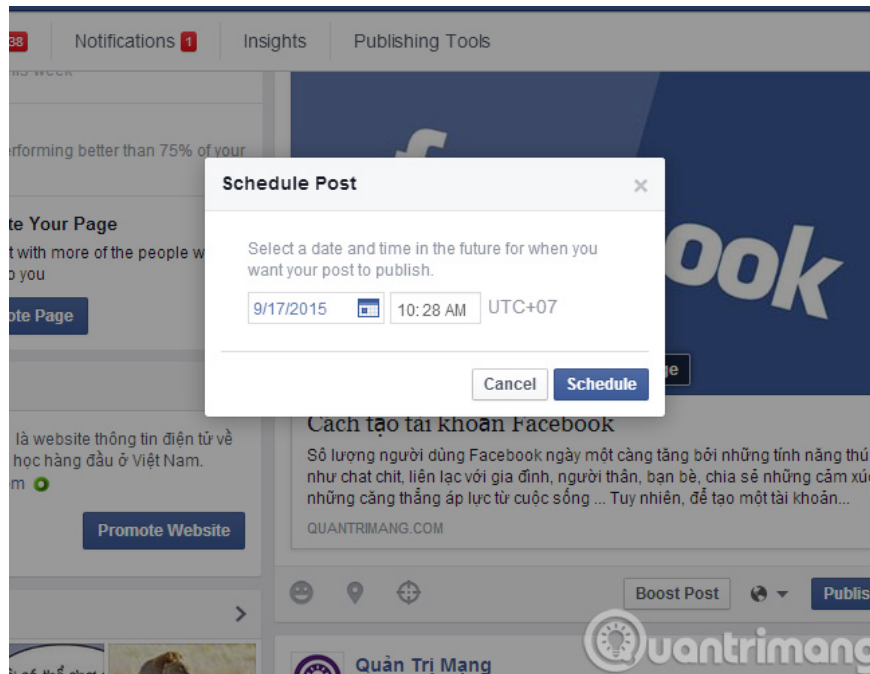 38 Notifications 1 Insights Publishing Tools
this week
erforming better than 75% of your
Schedule Post
Select a date and time in the future for when you
want your post to publish.
9/17/2015 10:28 AM UTC+07
Cancel Schedule
te Your Page
t with more of the people w
o you
ote Page
ook
là website thông tin điện tử về
học hàng đầu ở Việt Nam.
m
Promote Website
Cách tạo tài khoản Facebook
Số lượng người dùng Facebook ngày một càng tăng bởi những tính năng thú
như chat chit, liên lạc với gia đình, người thân, bạn bè, chia sẻ những cảm xúc
những căng thẳng áp lực từ cuộc sống ... Tuy nhiên, để tạo một tài khoản...
QUANTRIMANG.COM
Boost Post Publis
Quản Trị Mạng
Quantrimang